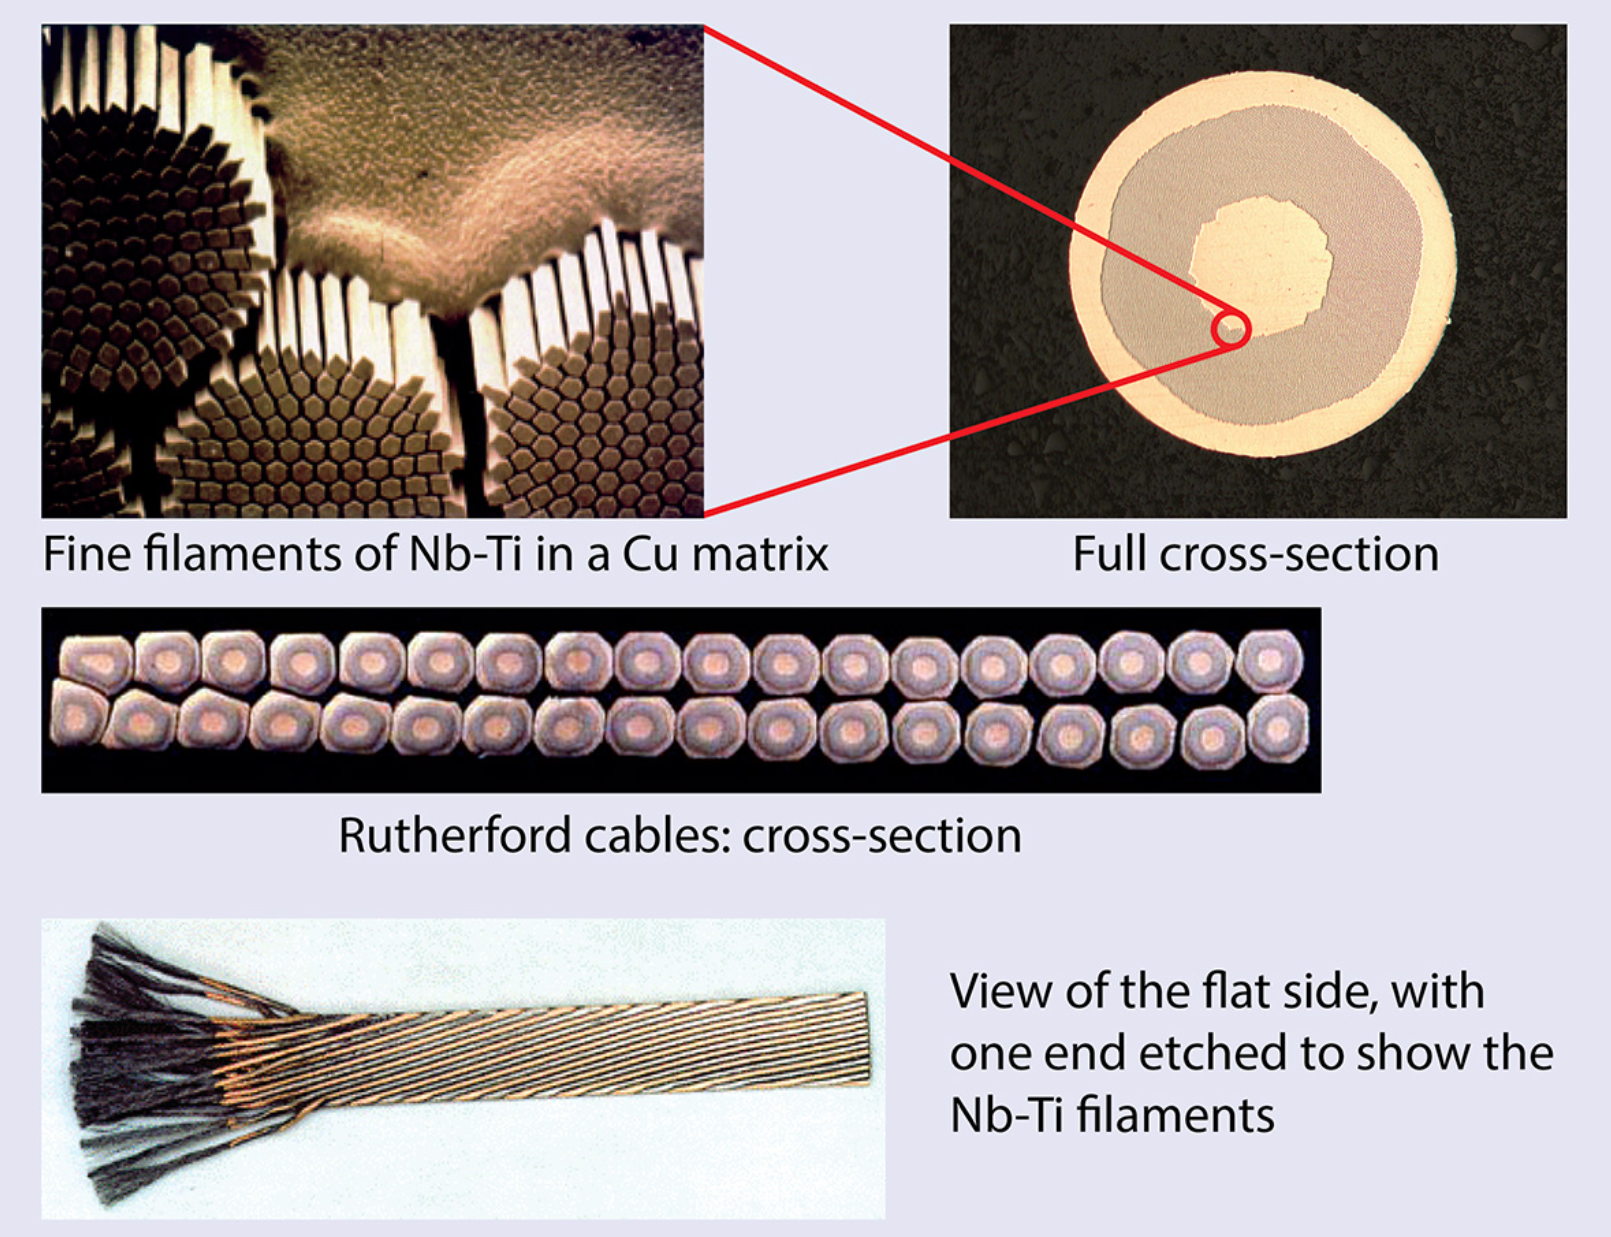 Fine filaments of Nb-Ti in a Cu matrix
Full cross-section
Rutherford cables: cross-section
View of the flat side, with
one end etched to show the
Nb-Ti filaments